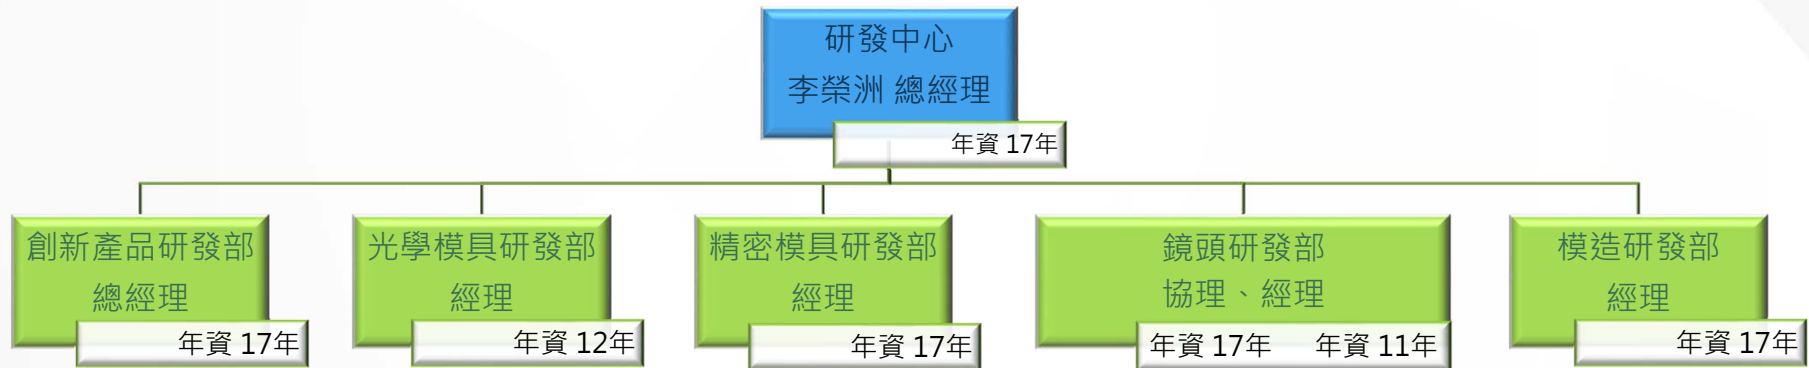 研發中心
李榮洲 總經理
年資 17年
創新產品研發部
總經理
年資 17年
光學模具研發部
經理
年資 12年
精密模具研發部
經理
年資 17年
鏡頭研發部
協理、經理
年資 17年 年資 11年
模造研發部
經理
年資 17年